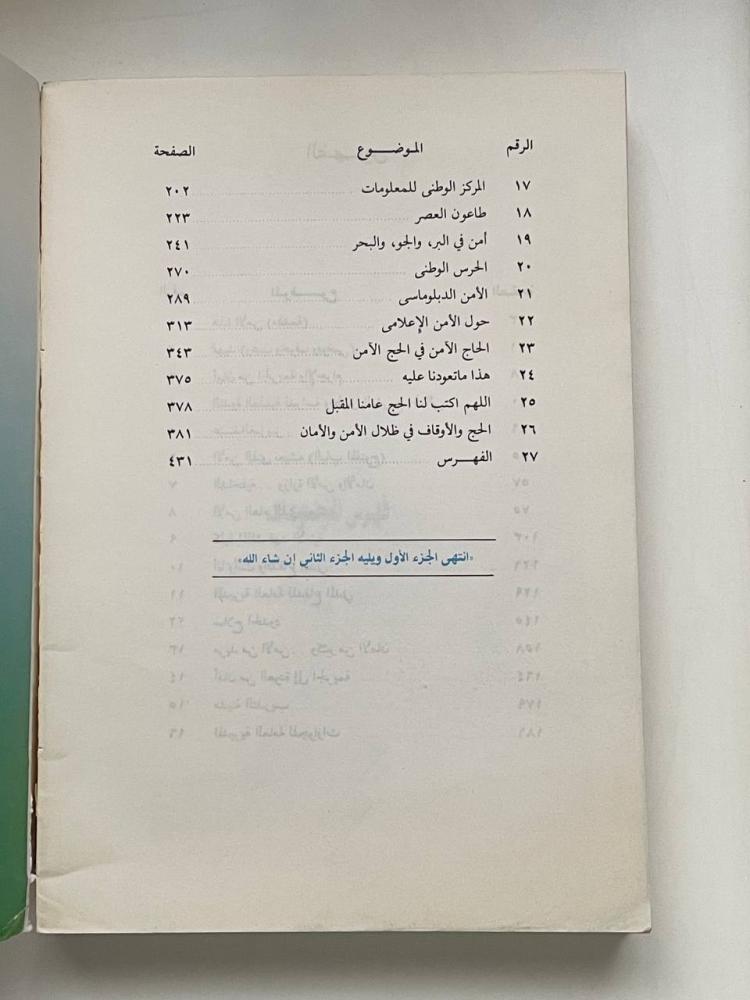 الرقم الموضــــوع الصفحة
١٧ المركز الوطنى للمعلومات ٢٠٢
١٨ طاعون العصر ٢٢٣
١٩ أمن في البر، والجو، والبحر ٢٤١
٢٠ الحرس الوطنى ٢٧٠
٢١ الأمن الدبلوماسى ٢٨٩
٢٢ حول الأمن الإعلامى ٣١٣
٢٣ الحاج الآمن في الحج الآمن ٣٤٣
٢٤ هذا ماتعودنا عليه ٣٧٥
٢٥ اللهم اكتب لنا الحج عامنا المقبل ٣٧٨
٢٦ الحج والأوقاف في ظلال الأمن والأمان ٣٨١
٢٧ الفهــرس ٤٣١
«انتهى الجزء الأول ويليه الجزء الثاني إن شاء الله»